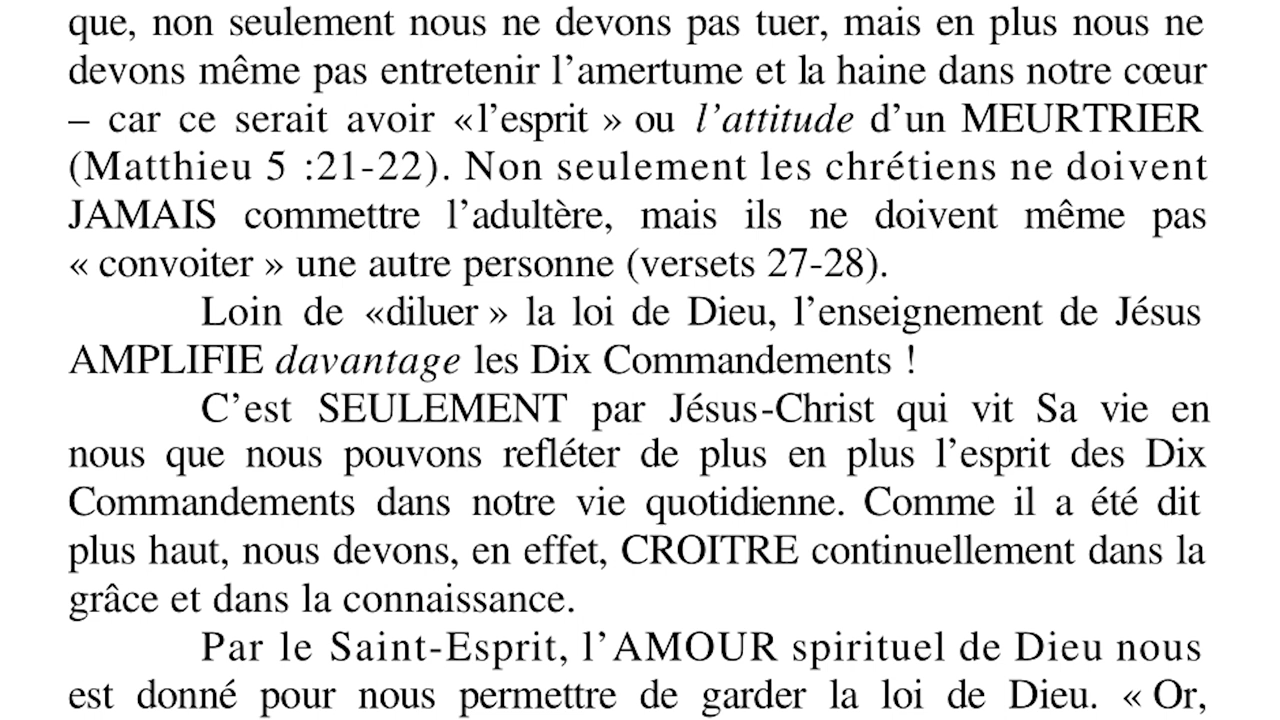 que, non seulement nous ne devons pas tuer, mais en plus nous ne
devons même pas entretenir l’amertume et la haine dans notre cœur
– car ce serait avoir «l’esprit » ou l’attitude d’un MEURTRIER
(Matthieu 5 :21-22). Non seulement les chrétiens ne doivent
JAMAIS commettre l’adultère, mais ils ne doivent même pas
« convoiter » une autre personne (versets 27-28).
Loin de «diluer » la loi de Dieu, l’enseignement de Jésus
AMPLIFIE davantage les Dix Commandements !
C’est SEULEMENT par Jésus-Christ qui vit Sa vie en
nous que nous pouvons refléter de plus en plus l’esprit des Dix
Commandements dans notre vie quotidienne. Comme il a été dit
plus haut, nous devons, en effet, CROITRE continuellement dans la
grâce et dans la connaissance.
Par le Saint-Esprit, l’AMOUR spirituel de Dieu nous
est donné pour nous permettre de garder la loi de Dieu. « Or,